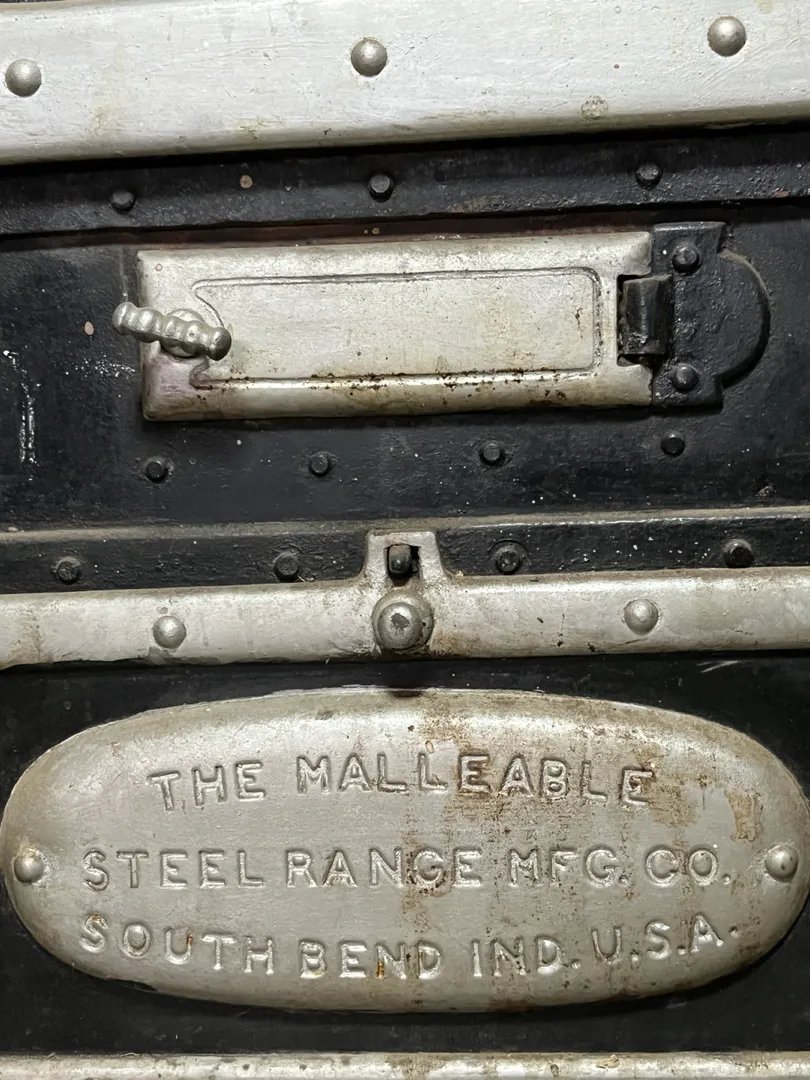 THE MALLEABLE
STEEL RANGE MFG. CO.
SOUTH BEND IND. U.S.A.